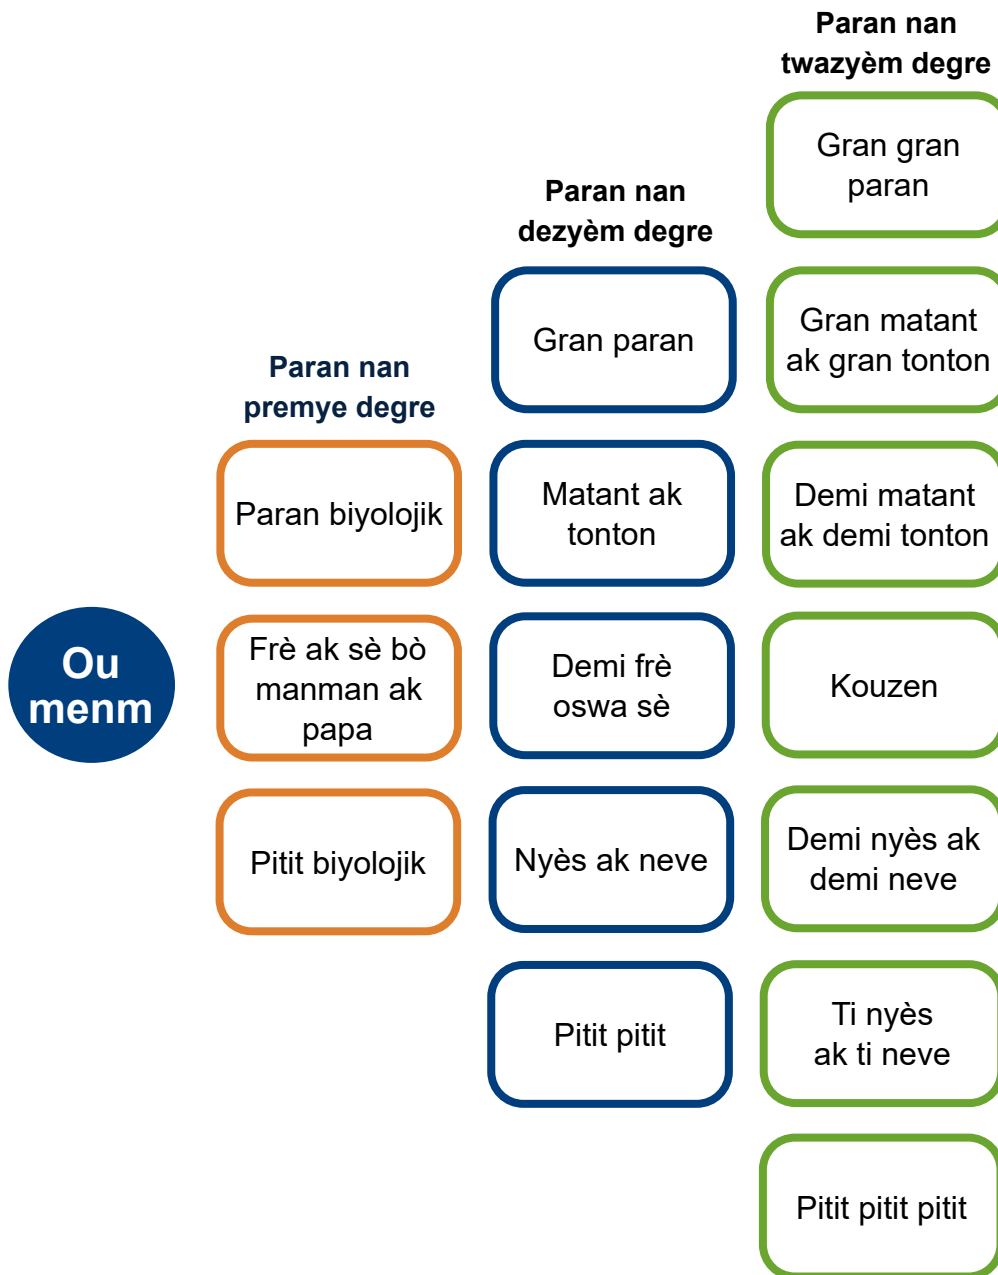 Ou
menm
Paran nan
premye degre
Paran biyolojik
Frè ak sè bò
manman ak
papa
Pitit biyolojik
Paran nan
dezyèm degre
Gran paran
Matant ak
tonton
Demi frè
oswa sè
Nyès ak neve
Pitit pitit
Paran nan
twazyèm degre
Gran gran
paran
Gran matant
ak gran tonton
Demi matant
ak demi tonton
Kouzen
Demi nyès ak
demi neve
Ti nyès
ak ti neve
Pitit pitit pitit